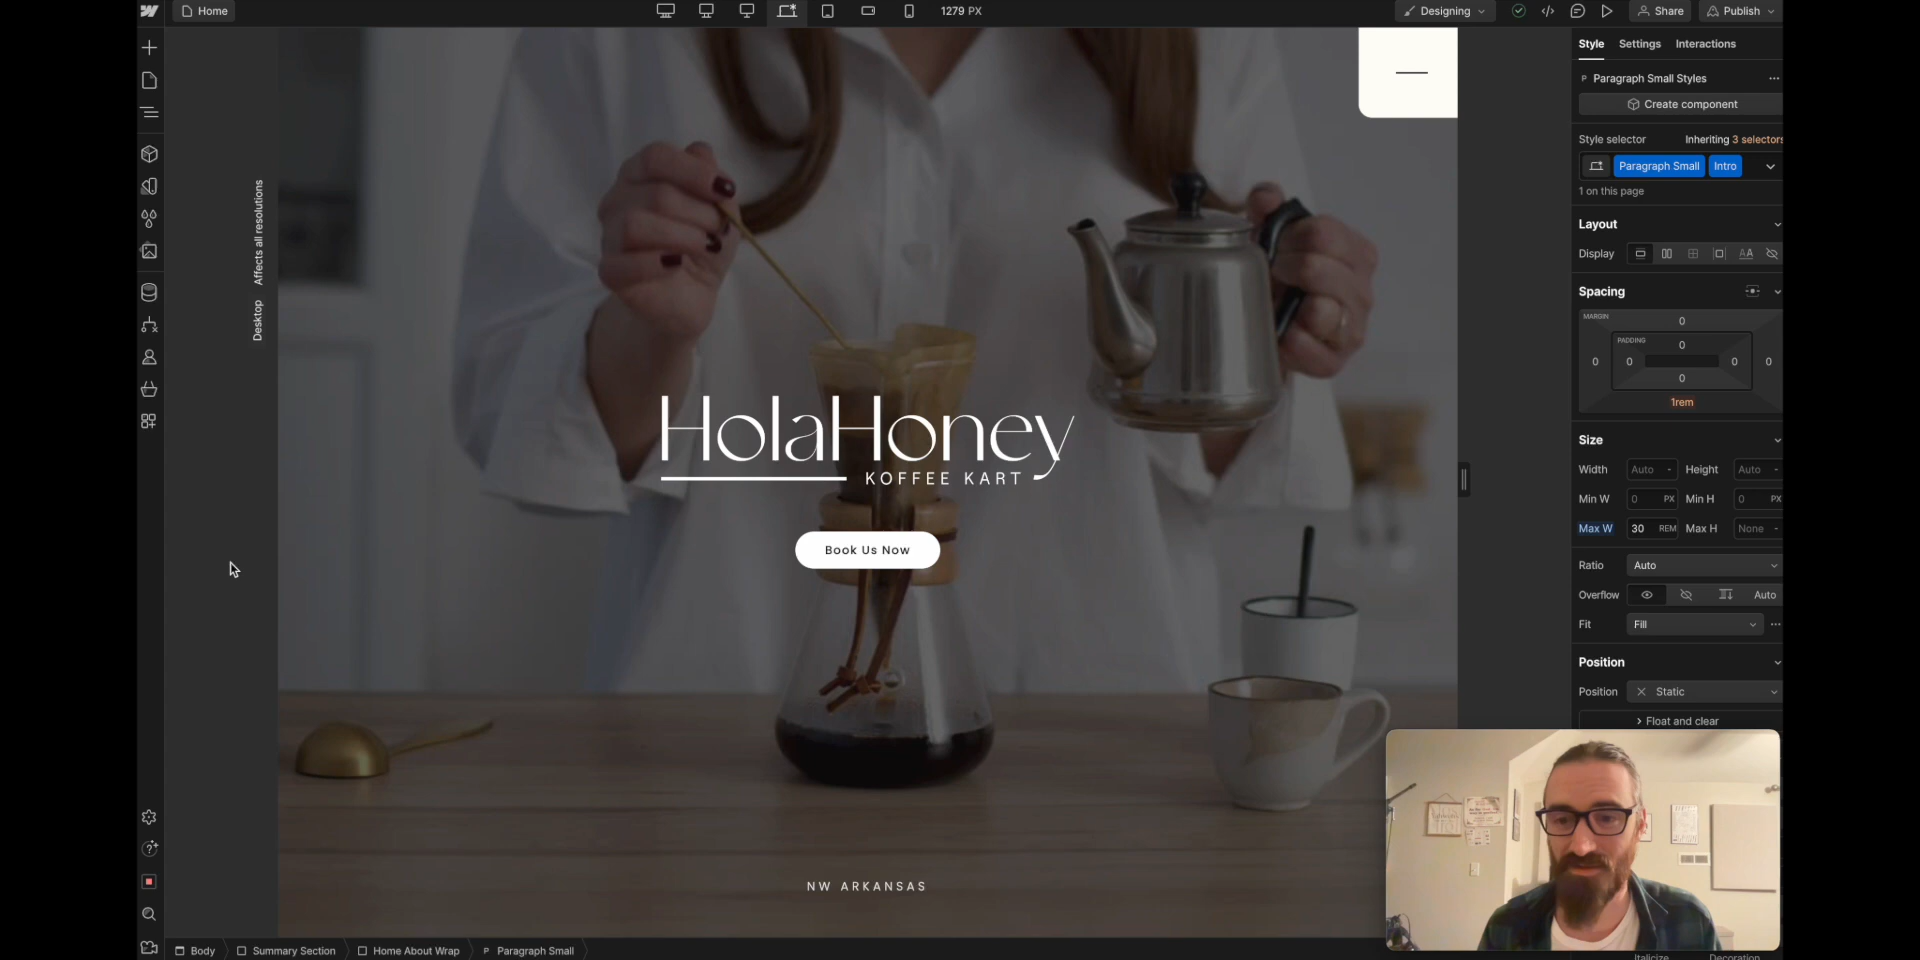 Home
1279 PX
Designing
Share
Publish
Style
Settings
Interactions
P Paragraph Small Styles
Create component
Style selector
Inheriting 3 selectors
Paragraph Small
Intro
1 on this page
Layout
Display
AA
Spacing
MARGIN
0
PADDING
0
0
0
0
0
0
1rem
Size
Width
Auto
-
Height
Auto
-
Min W
0
PX
Min H
0
PX
Max W
30
REM
Max H
None
-
Ratio
Auto
Overflow
Auto
Fit
Fill
Position
Position
Static
Float and clear
Italicize
Decoration
Affects all resolutions
Desktop
HolaHoney
KOFFEE KART
Book Us Now
NW ARKANSAS
Body
Summary Section
Home About Wrap
P Paragraph Small